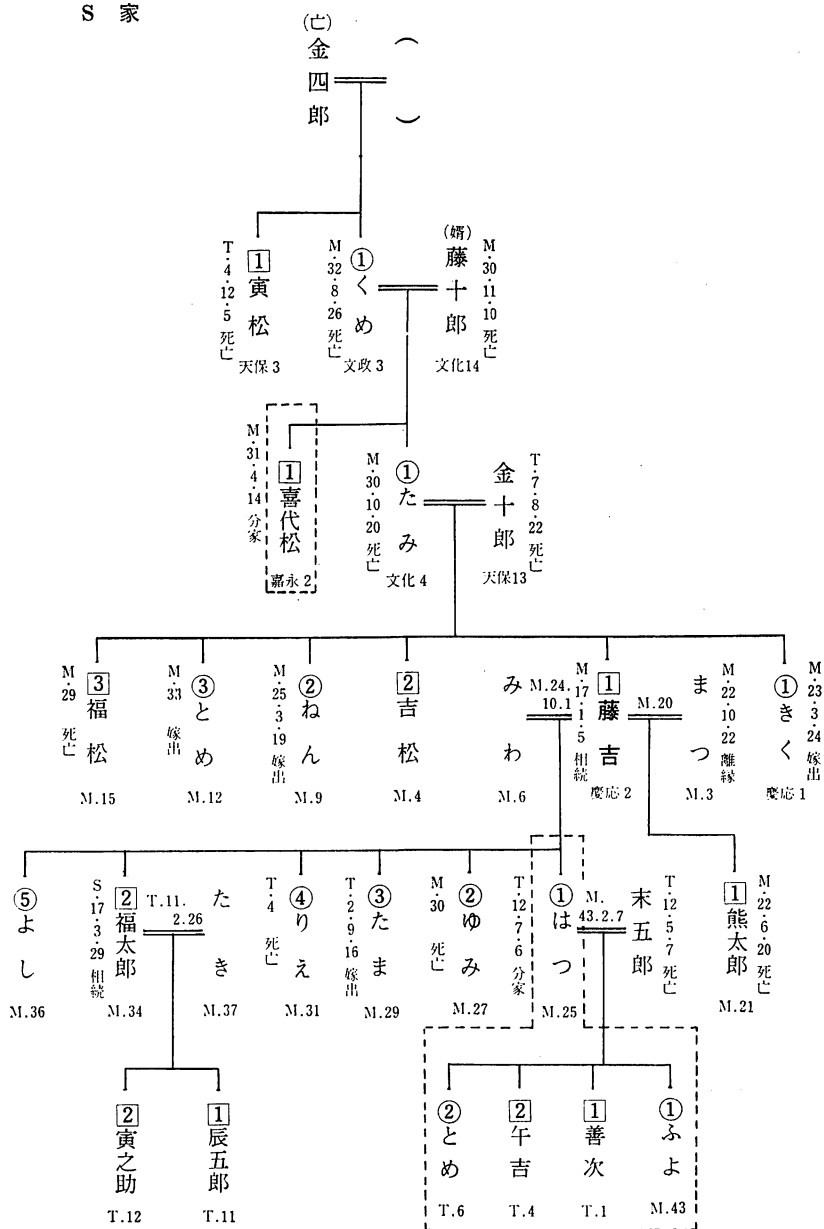 S 家
(亡)
金四郎
( )
T・4・12・5 死亡
1 寅松
天保3
M・32・8・26 死亡
① くめ
文政3
(婿)
藤十郎
文化14
M・30・11・10 死亡
M・31・4・14 分家
1 喜代松
嘉永2
M・30・10・20 死亡
① たみ
文化4
金十郎
天保13
T・7・8・22 死亡
M・29 死亡
3 福松
M.15
M・33 嫁出
③ とめ
M.12
M・25・3・19 嫁出
② ねん
M.9
2 吉松
M.4
みわ
M.6
M.24.
10.1
M・17・1・5 相続
1 藤吉
慶応2
M.20
まつ
M.3
M・22・10・22 離縁
① きく
慶応1
M・23・3・24 嫁出
⑤ よし
M.36
S・17・3・29 相続
2 福太郎
M.34
T.11.
2.26
たき
M.37
T・4 死亡
④ りえ
M.31
T・2・9・16 嫁出
③ たま
M.29
M・30 死亡
② ゆみ
M.27
T・12・7・6 分家
① はつ
M.25
M.
43.2.7
末五郎
T・12・5・7 死亡
1 熊太郎
M.21
M・22・6・20 死亡
2 寅之助
T.12
1 辰五郎
T.11
② とめ
T.6
2 午吉
T.4
1 善次
T.1
① ふよ
M.43